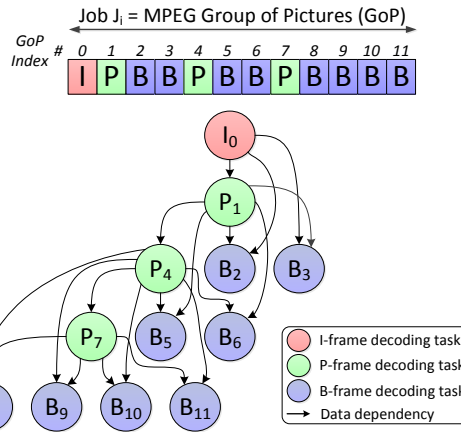 Job Jᵢ = MPEG Group of Pictures (GoP)
GoP Index # 0 1 2 3 4 5 6 7 8 9 10 11
I P B B P B B P B B B B
I₀
P₁
B₂ B₃
P₄
P₇ B₅ B₆
B₉ B₁₀ B₁₁
I-frame decoding task
P-frame decoding task
B-frame decoding task
Data dependency